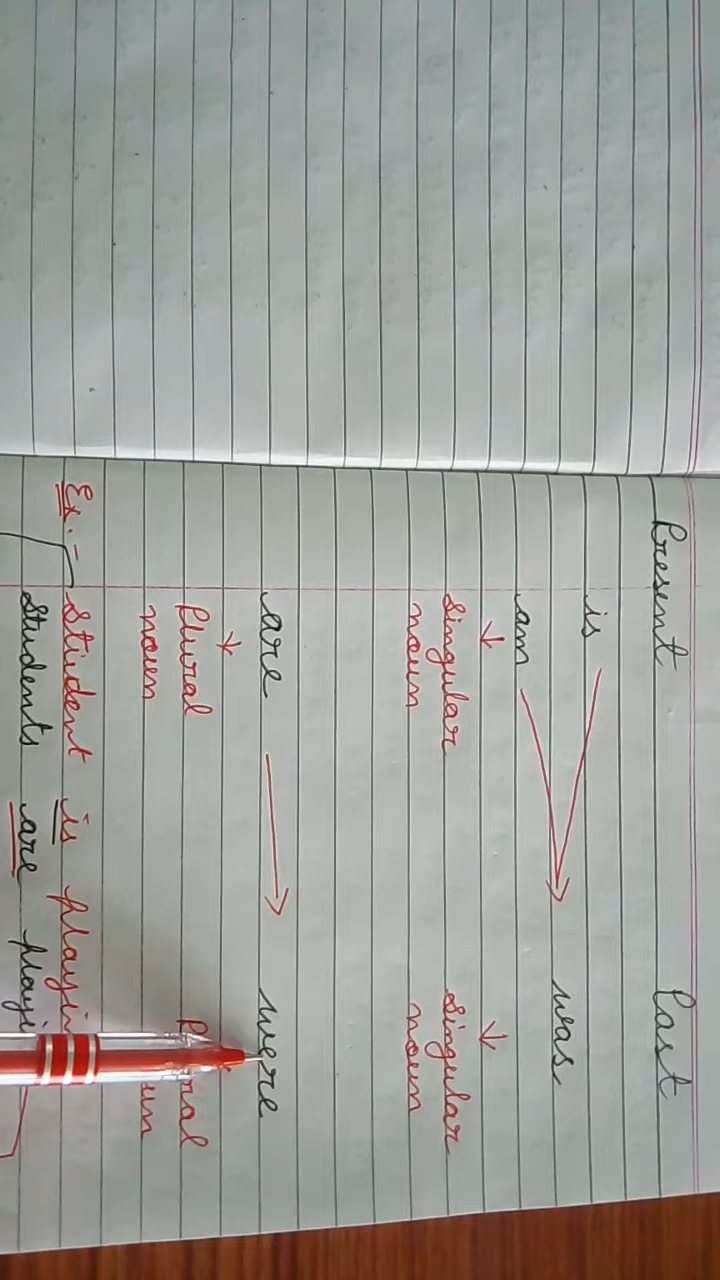 Present Past
is
was
am
↓ ↓
singular singular
noun noun
are → were
↓
Plural
noun
Ex.- Student is
Students are